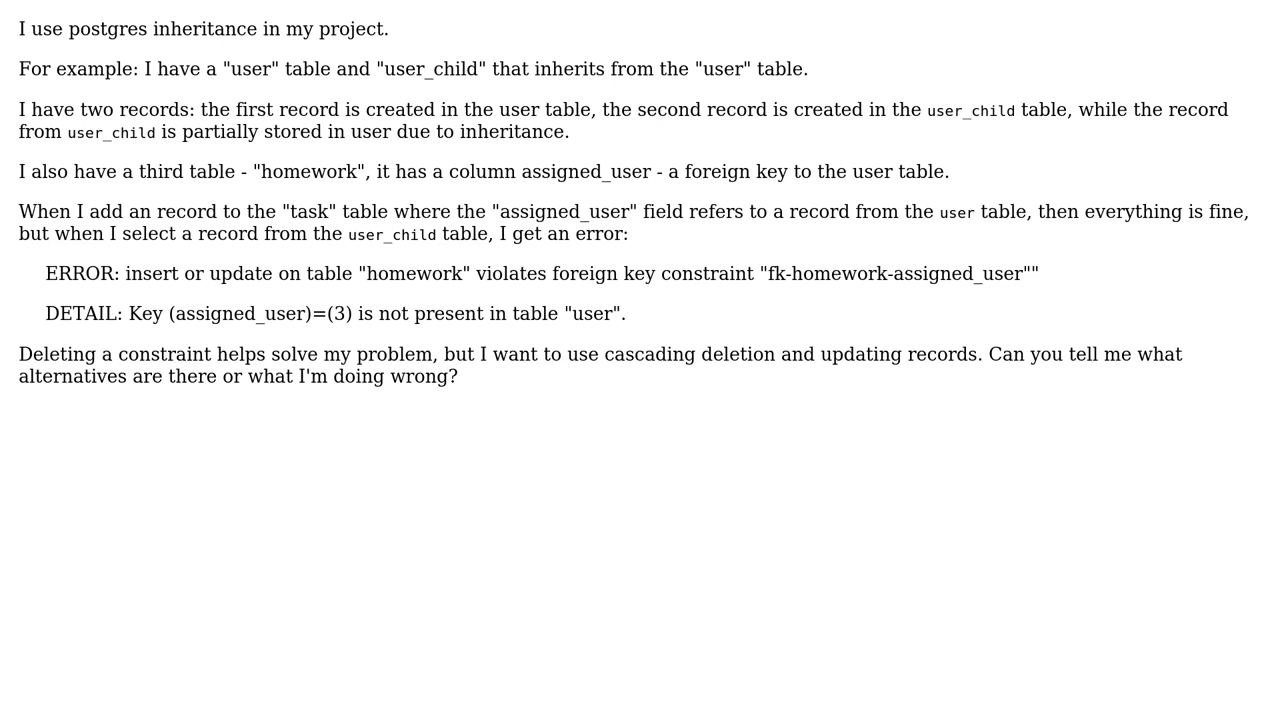 I use postgres inheritance in my project.
For example: I have a "user" table and "user_child" that inherits from the "user" table.
I have two records: the first record is created in the user table, the second record is created in the user_child table, while the record
from user_child is partially stored in user due to inheritance.
I also have a third table - "homework", it has a column assigned_user - a foreign key to the user table.
When I add an record to the "task" table where the "assigned_user" field refers to a record from the user table, then everything is fine,
but when I select a record from the user_child table, I get an error:
ERROR: insert or update on table "homework" violates foreign key constraint "fk-homework-assigned_user""
DETAIL: Key (assigned_user)=(3) is not present in table "user".
Deleting a constraint helps solve my problem, but I want to use cascading deletion and updating records. Can you tell me what
alternatives are there or what I'm doing wrong?